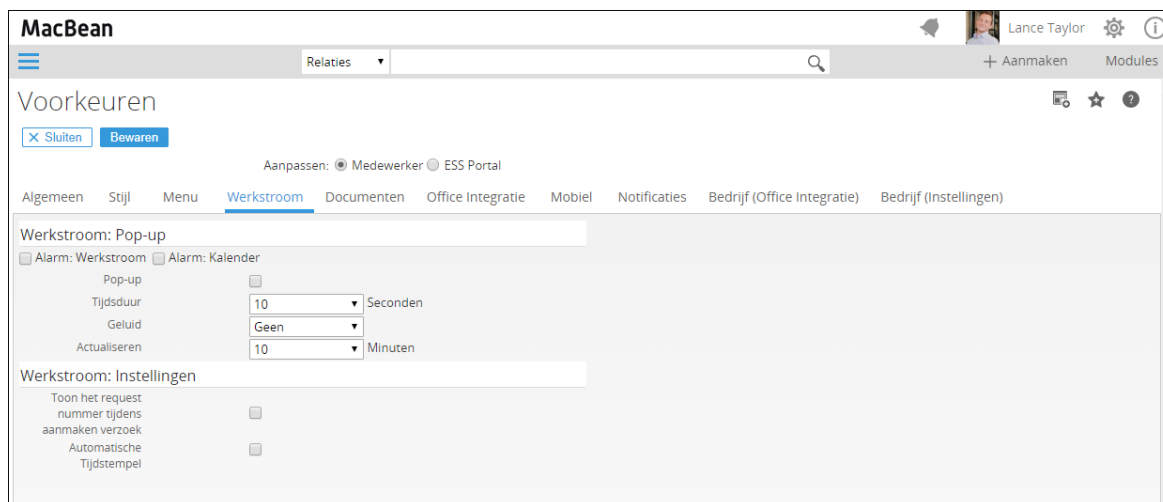 MacBean
Lance Taylor
Relaties
+ Aanmaken Modules
Voorkeuren
X Sluiten Bewaren
Aanpassen: Medewerker ESS Portal
Algemeen Stijl Menu Werkstroom Documenten Office Integratie Mobiel Notificaties Bedrijf (Office Integratie) Bedrijf (Instellingen)
Werkstroom: Pop-up
Alarm: Werkstroom Alarm: Kalender
Pop-up
Tijdsduur 10 Seconden
Geluid Geen
Actualiseren 10 Minuten
Werkstroom: Instellingen
Toon het request
nummer tijdens
aanmaken verzoek
Automatische
Tijdstempel